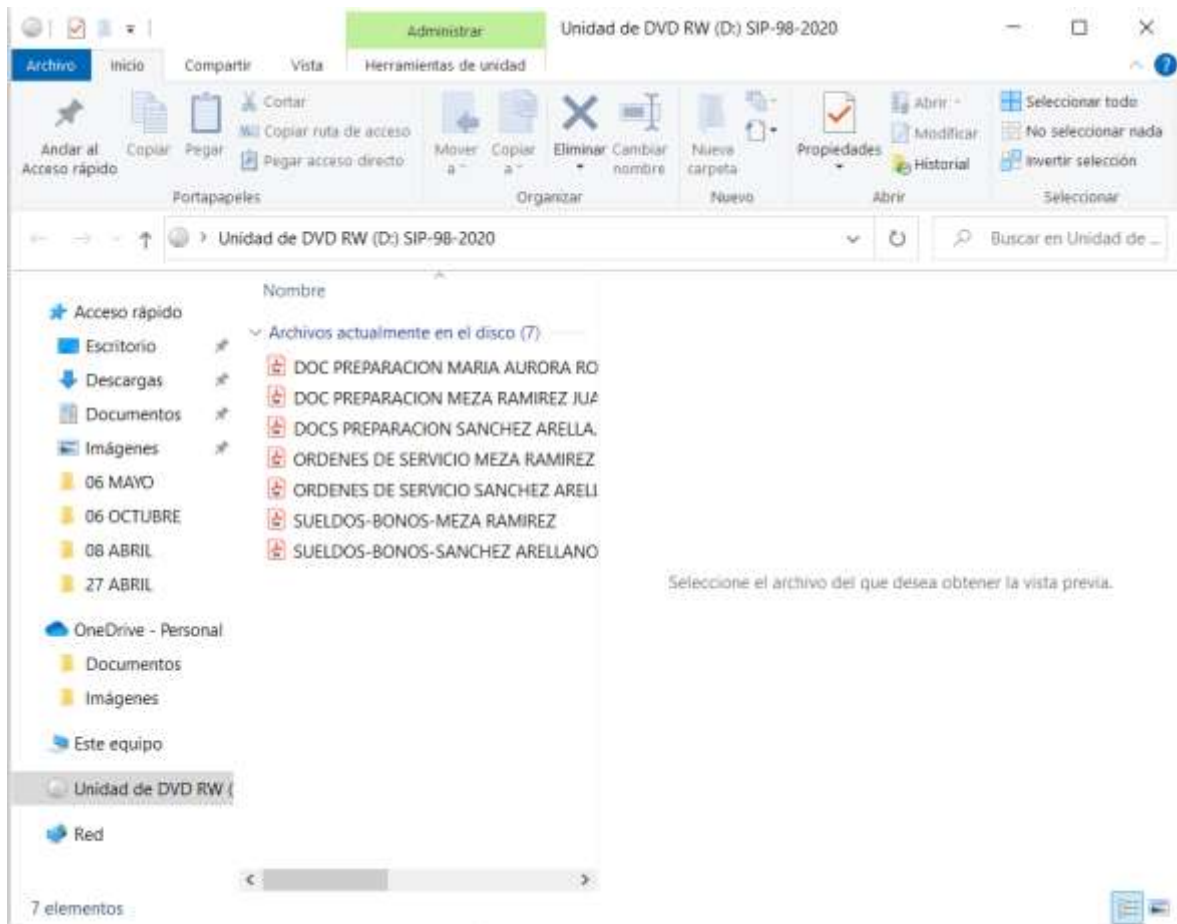 Administrar
Unidad de DVD RW (D:) SIP-98-2020
Archivo Inicio Compartir Vista Herramientas de unidad
Andar al Acceso rápido
Copiar
Pegar
Cortar
Copiar ruta de acceso
Pegar acceso directo
Portapapeles
Mover a
Copiar a
Eliminar
Cambiar nombre
Organizar
Nueva carpeta
Nuevo
Propiedades
Abrir
Modificar
Historial
Abrir
Seleccionar todo
No seleccionar nada
Invertir selección
Seleccionar
Unidad de DVD RW (D:) SIP-98-2020
Buscar en Unidad de ...
Acceso rápido
Escritorio
Descargas
Documentos
Imágenes
06 MAYO
06 OCTUBRE
08 ABRIL
27 ABRIL
OneDrive - Personal
Documentos
Imágenes
Este equipo
Unidad de DVD RW (
Red
Nombre
Archivos actualmente en el disco (7)
DOC PREPARACION MARIA AURORA RO
DOC PREPARACION MEZA RAMIREZ JUA
DOCS PREPARACION SANCHEZ ARELLA.
ORDENES DE SERVICIO MEZA RAMIREZ
ORDENES DE SERVICIO SANCHEZ ARELL
SUELDOS-BONOS-MEZA RAMIREZ
SUELDOS-BONOS-SANCHEZ ARELLANO
Seleccione el archivo del que desea obtener la vista previa.
7 elementos